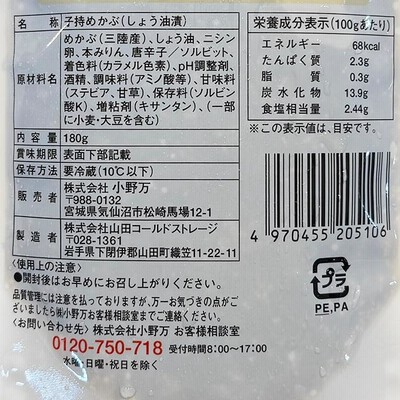 名称 子持めかぶ(しょう油漬)
原材料名 めかぶ(三陸産)、しょう油、ニシン
卵、本みりん、唐辛子/ソルビット、
着色料(カラメル色素)、pH調整剤、
酒精、調味料(アミノ酸等)、甘味料
(ステビア、甘草)、保存料(ソルビン
酸K)、増粘剤(キサンタン)、(一部
に小麦・大豆を含む)
内容量 180g
賞味期限 表面下部記載
保存方法 要冷蔵(10℃以下)
販売者 株式会社 小野万
〒988-0132
宮城県気仙沼市松崎馬場12-1
製造者 株式会社山田コールドストレージ
〒028-1361
岩手県下閉伊郡山田町織笠11-22-11
〈使用上の注意〉
●開封後はお早めにお召し上がりください。
品質管理には注意を払っておりますが、万一お気づきの点がご
ざいましたら㈱小野万お客様相談室までご連絡ください。
〈お問い合わせ先〉株式会社小野万 お客様相談室
0120-750-718 受付時間8:00〜17:00
水曜・日曜・祝日を除く
栄養成分表示(100gあたり)
エネルギー 68kcal
たんぱく質 2.3g
脂質 0.3g
炭水化物 13.9g
食塩相当量 2.44g
※この表示値は、目安です。
4 970455 205106
プラ
PE,PA